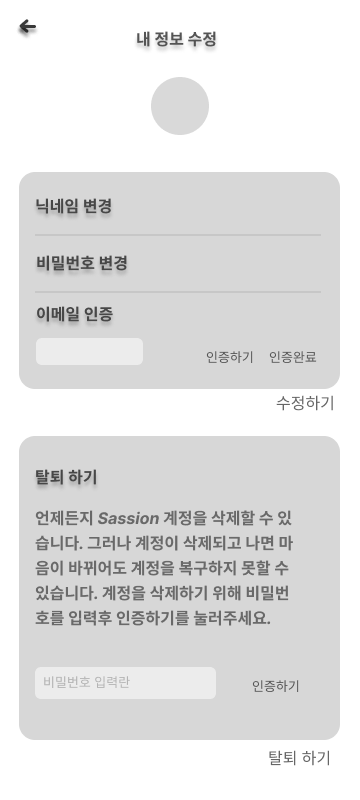 내 정보 수정
닉네임 변경
비밀번호 변경
이메일 인증
인증하기 인증완료
수정하기
탈퇴 하기
언제든지 Sassion 계정을 삭제할 수 있
습니다. 그러나 계정이 삭제되고 나면 마
음이 바뀌어도 계정을 복구하지 못할 수
있습니다. 계정을 삭제하기 위해 비밀번
호를 입력후 인증하기를 눌러주세요.
비밀번호 입력란 인증하기
탈퇴 하기